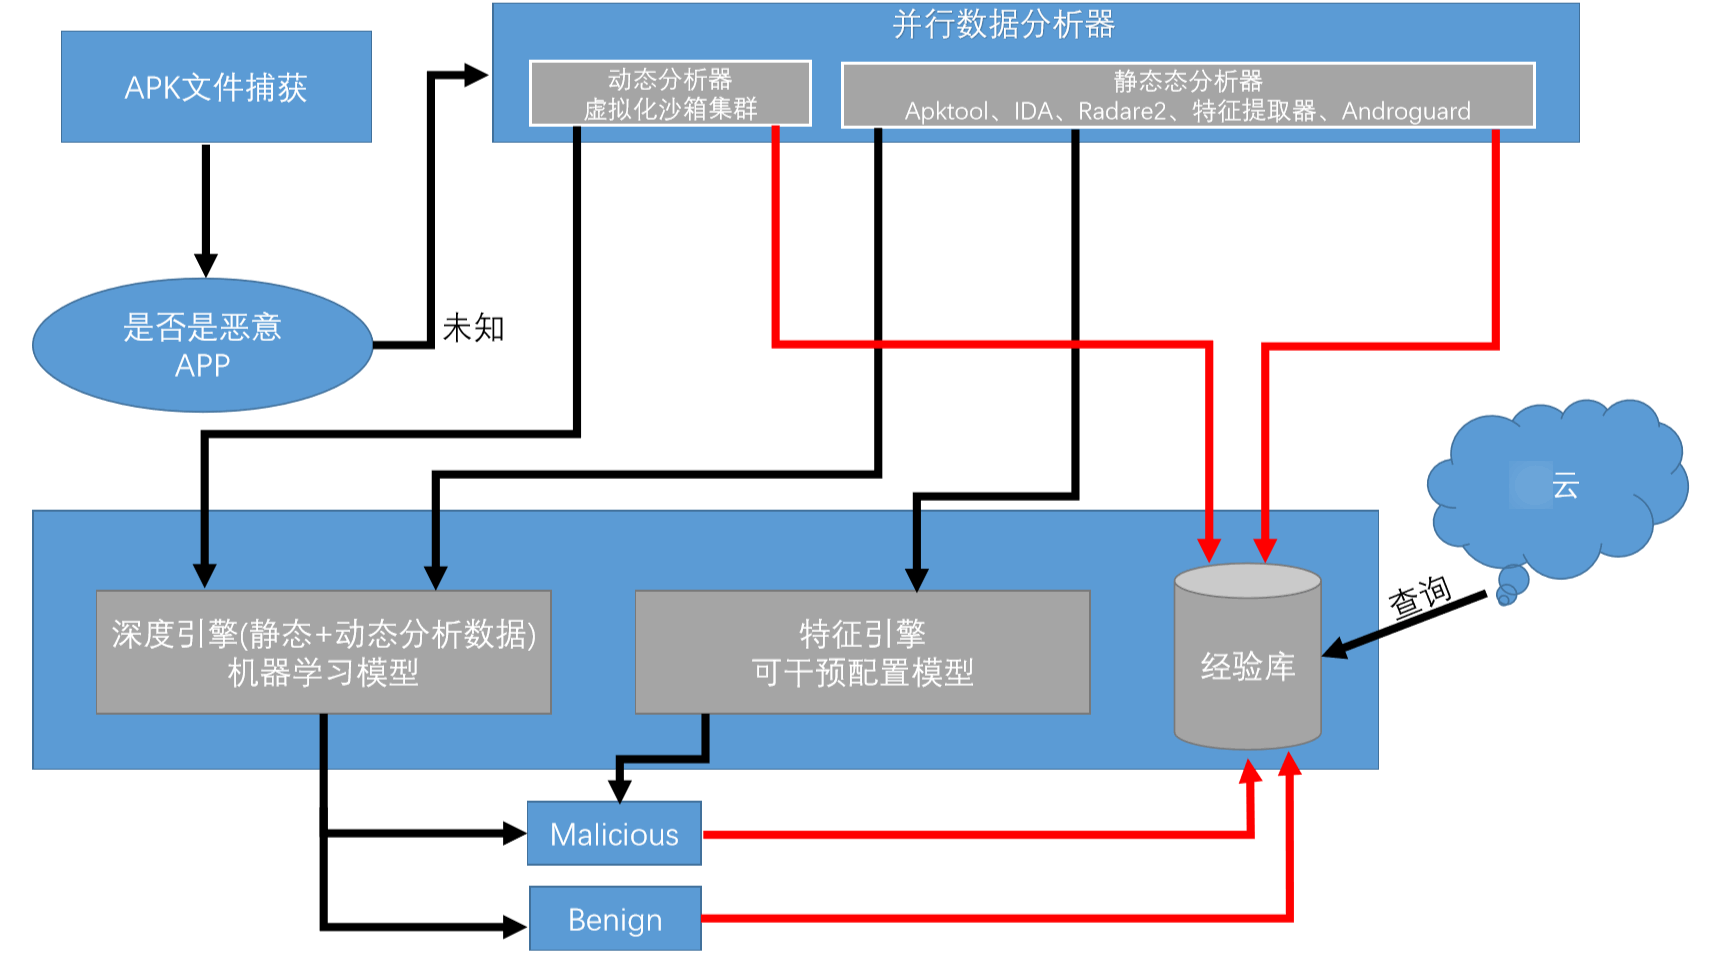 并行数据分析器
APK文件捕获
动态分析器
虚拟化沙箱集群
静态态分析器
Apktool、IDA、Radare2、特征提取器、Androguard
是否是恶意
APP
未知
云
查询
深度引擎(静态+动态分析数据)
机器学习模型
特征引擎
可干预配置模型
经验库
Malicious
Benign